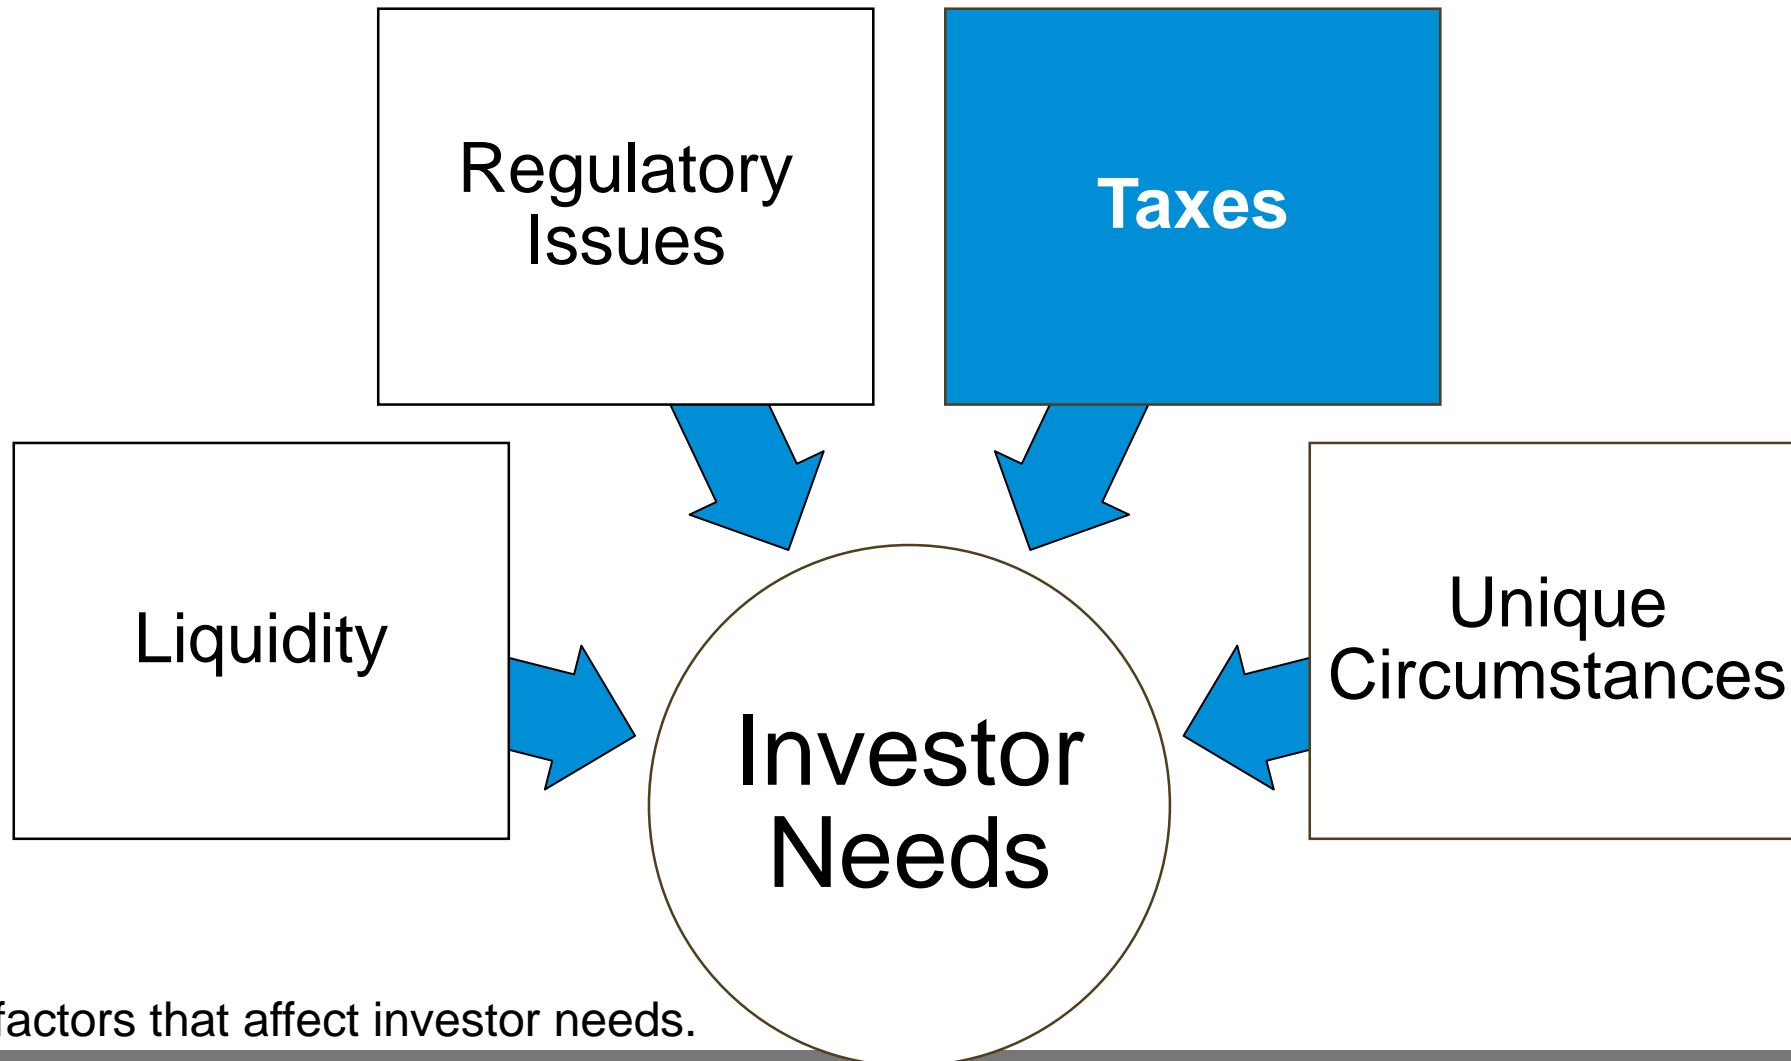 Regulatory
Issues
Taxes
Liquidity
Unique
Circumstances
Investor
Needs
factors that affect investor needs.